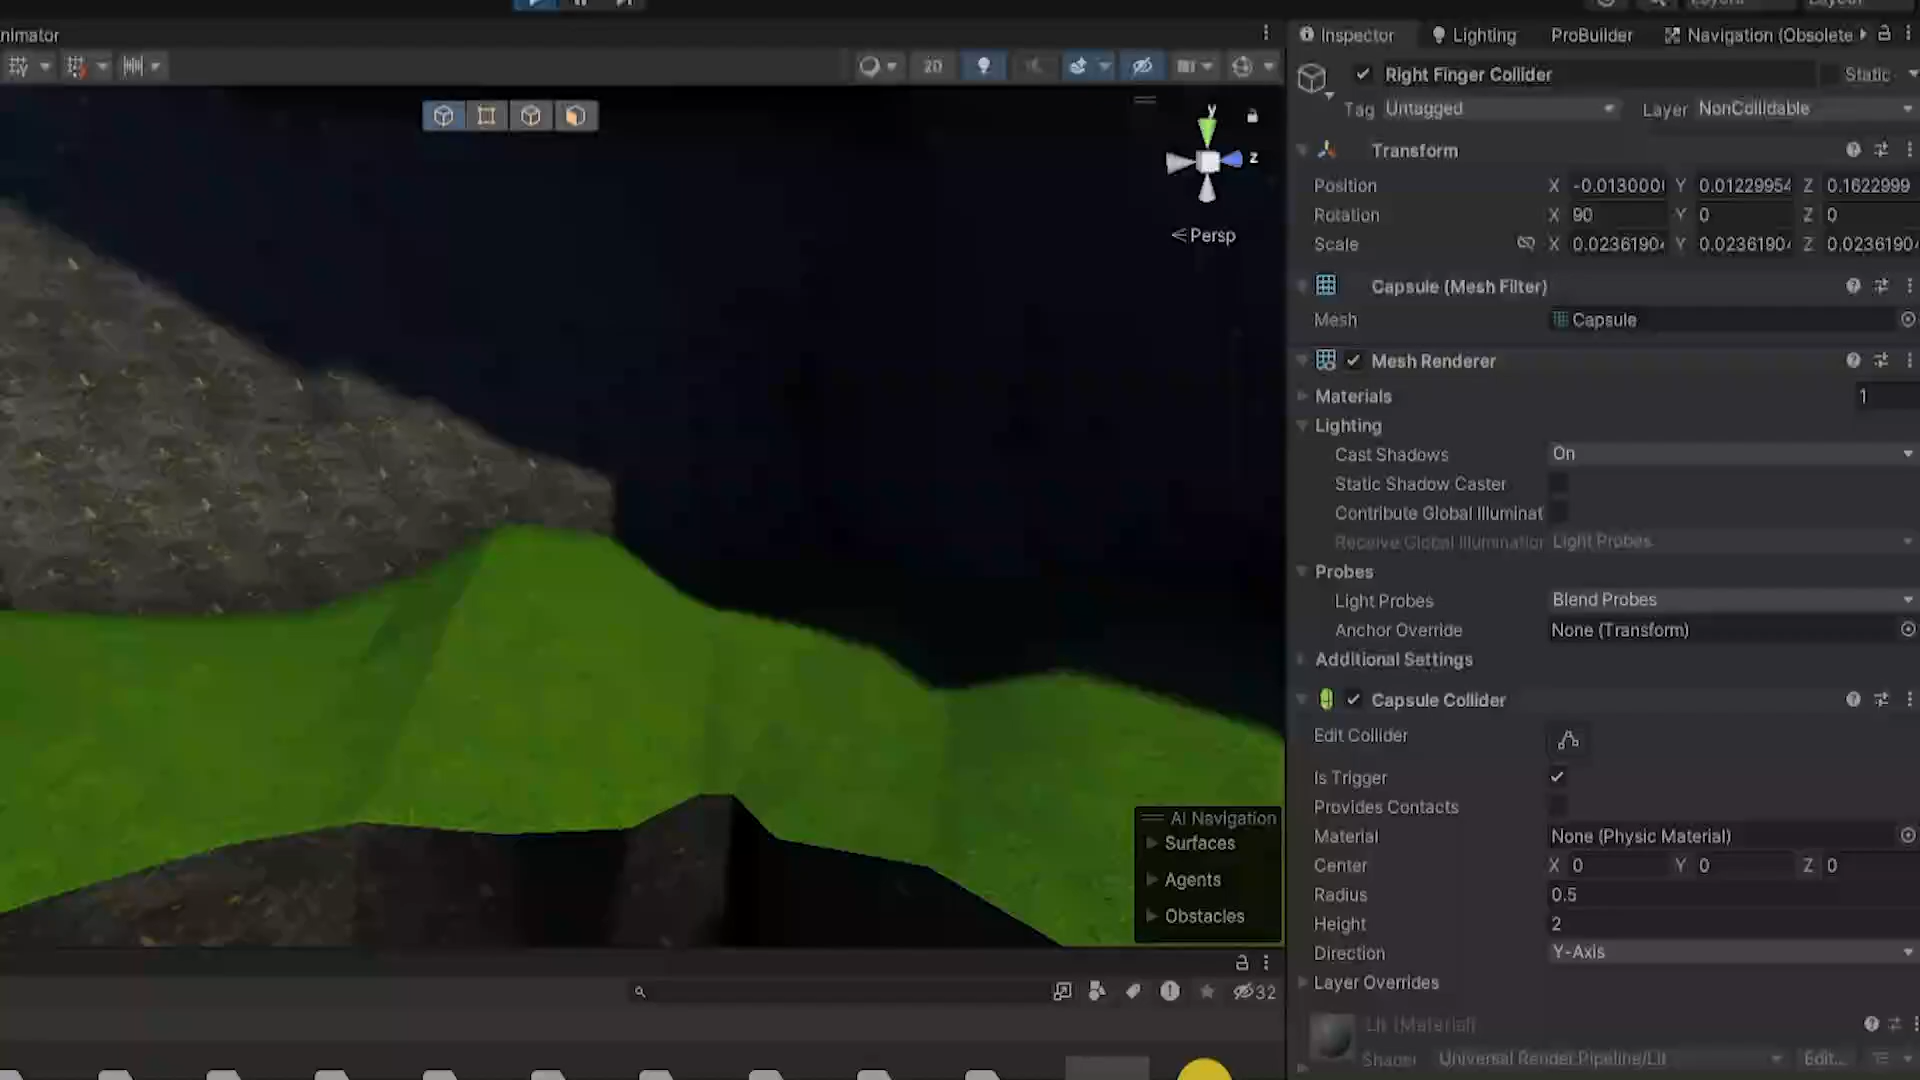 nimator
Inspector
Lighting
ProBuilder
Navigation (Obsolete
2D
Right Finger Collider
Static
Tag
Untagged
Layer
NonCollidable
y
z
Persp
Transform
Position
X -0.013000 Y 0.01229954 Z 0.1622999
Rotation
X 90 Y 0 Z 0
Scale
X 0.0236190 Y 0.0236190 Z 0.0236190
Capsule (Mesh Filter)
Mesh
Capsule
Mesh Renderer
Materials
1
Lighting
Cast Shadows
On
Static Shadow Caster
Contribute Global Illuminat
Receive Global Illumination
Light Probes
Probes
Light Probes
Blend Probes
Anchor Override
None (Transform)
Additional Settings
Capsule Collider
Edit Collider
Is Trigger
Provides Contacts
Material
None (Physic Material)
Center
X 0 Y 0 Z 0
Radius
0.5
Height
2
Direction
Y-Axis
Layer Overrides
Lit (Material)
Shader
Universal Render Pipeline/Lit
Edit...
AI Navigation
Surfaces
Agents
Obstacles
32